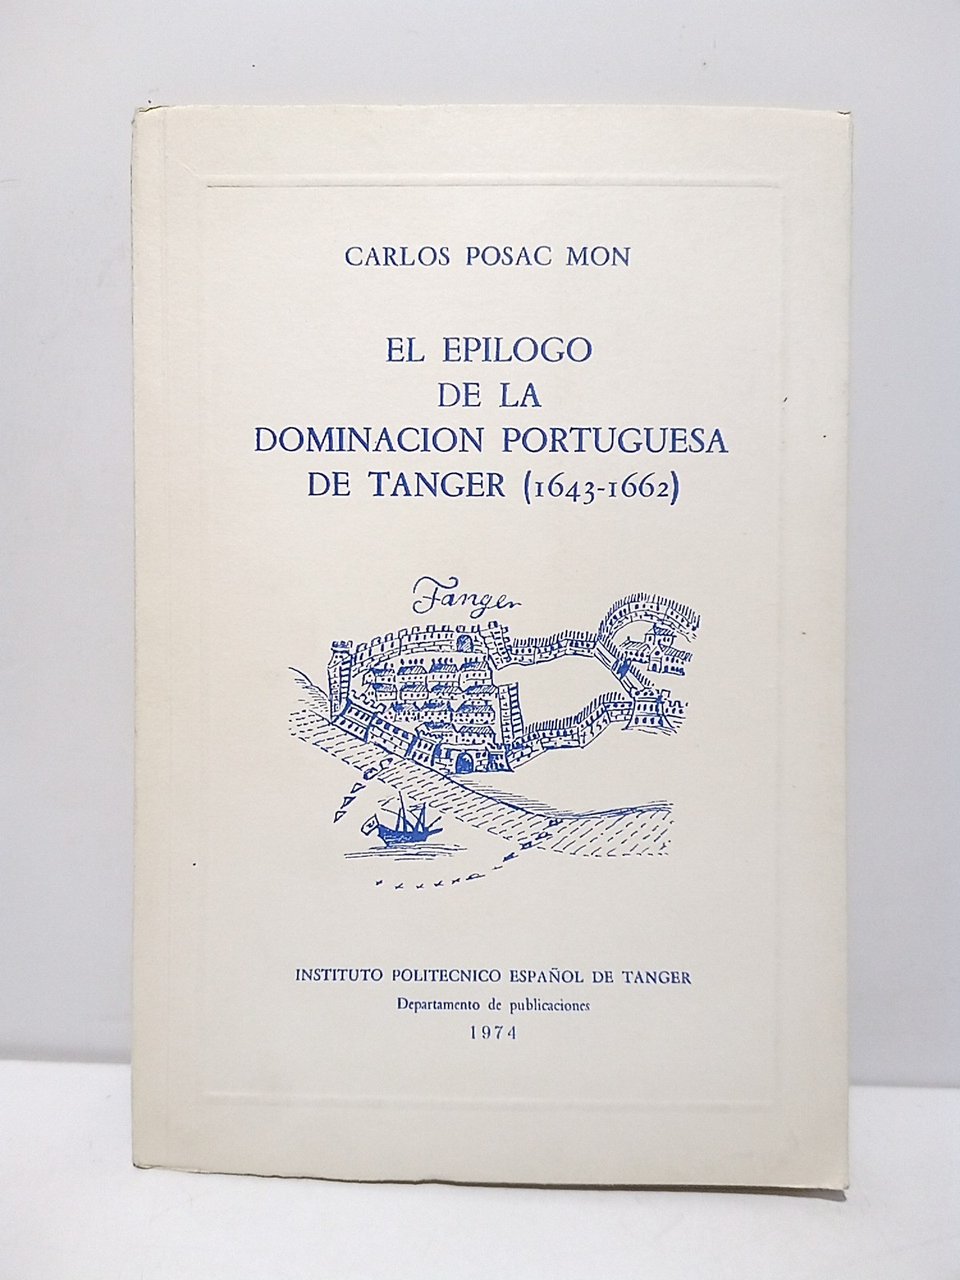 CARLOS POSAC MON
EL EPILOGO
DE LA
DOMINACION PORTUGUESA
DE TANGER (1643-1662)
Tanger
INSTITUTO POLITECNICO ESPAÑOL DE TANGER
Departamento de publicaciones
1974